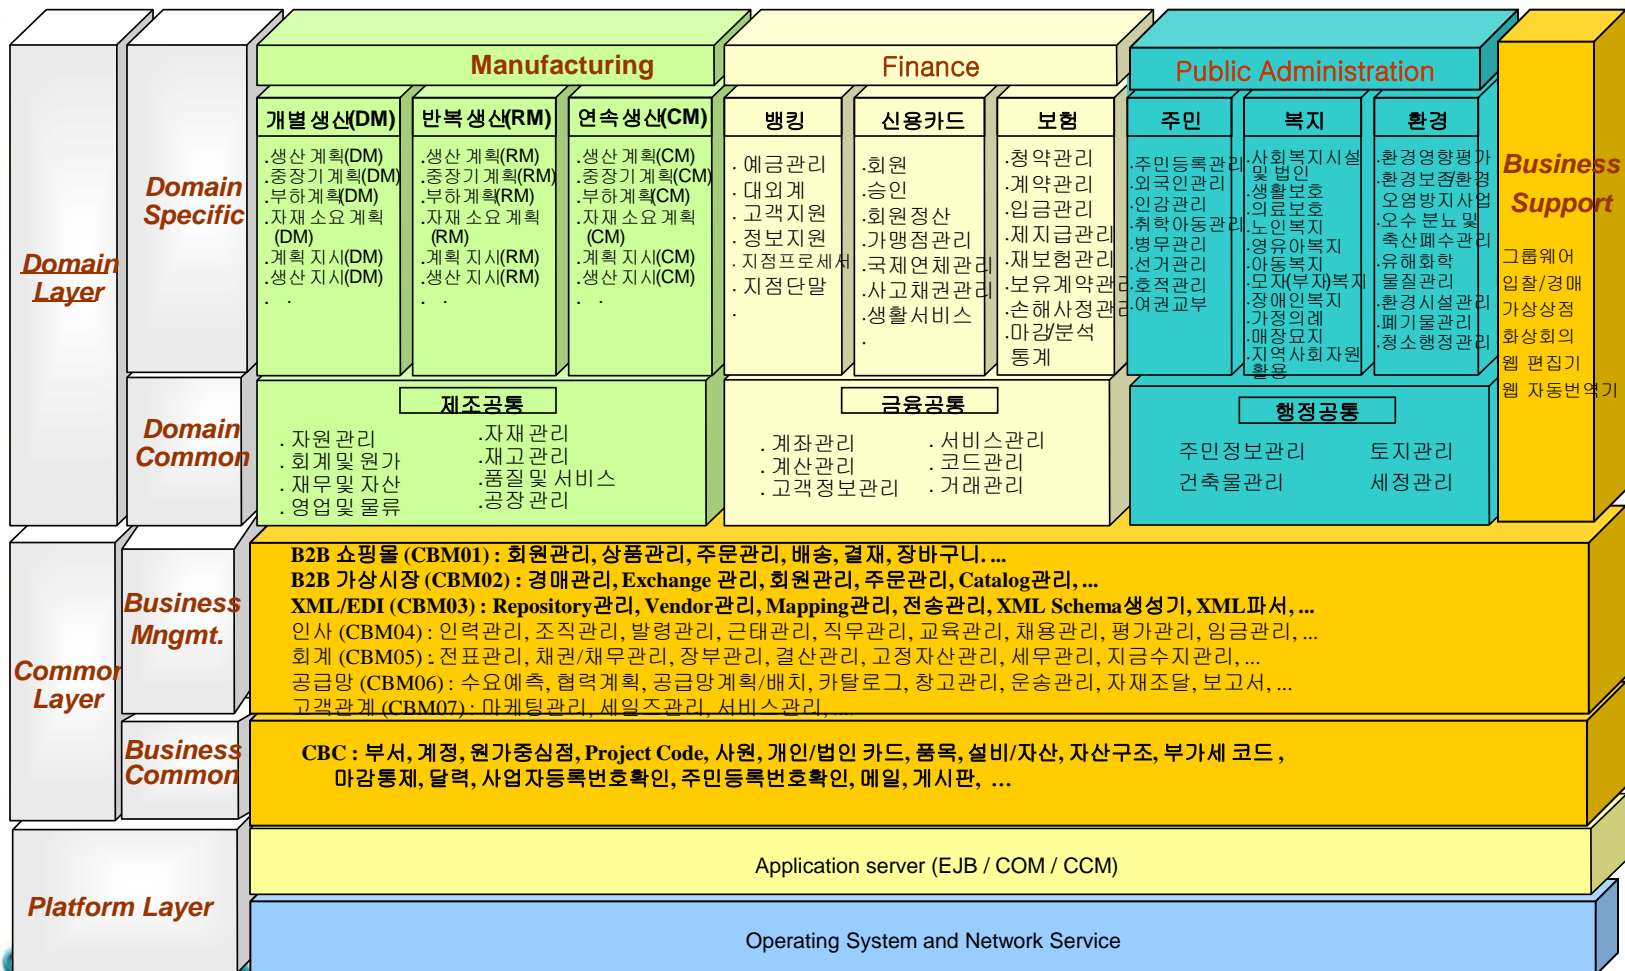 Manufacturing
Finance
Public Administration
Domain
Layer
Domain
Specific
개별생산(DM)
.생산계획(DM)
.중장기계획(DM)
.부하계획(DM)
.자재소요계획
(DM)
.계획지시(DM)
.생산지시(DM)
. .
반복생산(RM)
.생산계획(RM)
.중장기계획(RM)
.부하계획(RM)
.자재소요계획
(RM)
.계획지시(RM)
.생산지시(RM)
. .
연속생산(CM)
.생산계획(CM)
.중장기계획(CM)
.부하계획(CM)
.자재소요계획
(CM)
.계획지시(CM)
.생산지시(CM)
. .
뱅킹
. 예금관리
. 대외계
. 고객지원
. 정보지원
. 지점프로세서
. 지점단말
.
신용카드
.회원
.승인
.회원정산
.가맹점관리
.국제연체관리
.사고채권관리
.생활서비스
.
보험
.청약관리
.계약관리
.입금관리
.제지급관리
.재보험관리
.보유계약관리
.손해사정관리
.마감/분석
통계
주민
.주민등록관리
.외국인관리
.인감관리
.취학아동관리
.병무관리
.선거관리
.호적관리
.여권교부
복지
.사회복지시설
및 법인
.생활보호
.의료보호
.노인복지
.영유아복지
.아동복지
.모자(부자)복지
.장애인복지
.가정의례
.매장묘지
.지역사회자원
활용
환경
.환경영향평가
.환경보존/환경
오염방지사업
.오수 분뇨 및
축산폐수관리
.유해화학
물질관리
.환경시설관리
.폐기물관리
.청소행정관리
Business
Support
그룹웨어
입찰/경매
가상상점
화상회의
웹 편집기
웹 자동번역기
Domain
Common
제조공통
. 자원관리
. 회계및원가
. 재무및자산
. 영업및물류
.자재관리
.재고관리
.품질및서비스
.공장관리
금융공통
. 계좌관리
. 계산관리
. 고객정보관리
. 서비스관리
. 코드관리
. 거래관리
행정공통
주민정보관리 토지관리
건축물관리 세정관리
Common
Layer
Business
Mngmt.
B2B 쇼핑몰 (CBM01) : 회원관리, 상품관리, 주문관리, 배송, 결재, 장바구니. ...
B2B 가상시장 (CBM02) : 경매관리, Exchange 관리, 회원관리, 주문관리, Catalog관리, ...
XML/EDI (CBM03) : Repository관리, Vendor관리, Mapping관리, 전송관리, XML Schema생성기, XML파서, ...
인사 (CBM04) : 인력관리, 조직관리, 발령관리, 근태관리, 직무관리, 교육관리, 채용관리, 평가관리, 임금관리, ...
회계 (CBM05) : 전표관리, 채권/채무관리, 장부관리, 결산관리, 고정자산관리, 세무관리, 지금수지관리, ...
공급망 (CBM06) : 수요예측, 협력계획, 공급망계획/배치, 카탈로그, 창고관리, 운송관리, 자재조달, 보고서, ...
고객관계 (CBM07) : 마케팅관리, 세일즈관리, 서비스관리, ....
Business
Common
CBC : 부서, 계정, 원가중심점, Project Code, 사원, 개인/법인 카드, 품목, 설비/자산, 자산구조, 부가세 코드 ,
마감통제, 달력, 사업자등록번호확인, 주민등록번호확인, 메일, 게시판, ...
Platform Layer
Application server (EJB / COM / CCM)
Operating System and Network Service